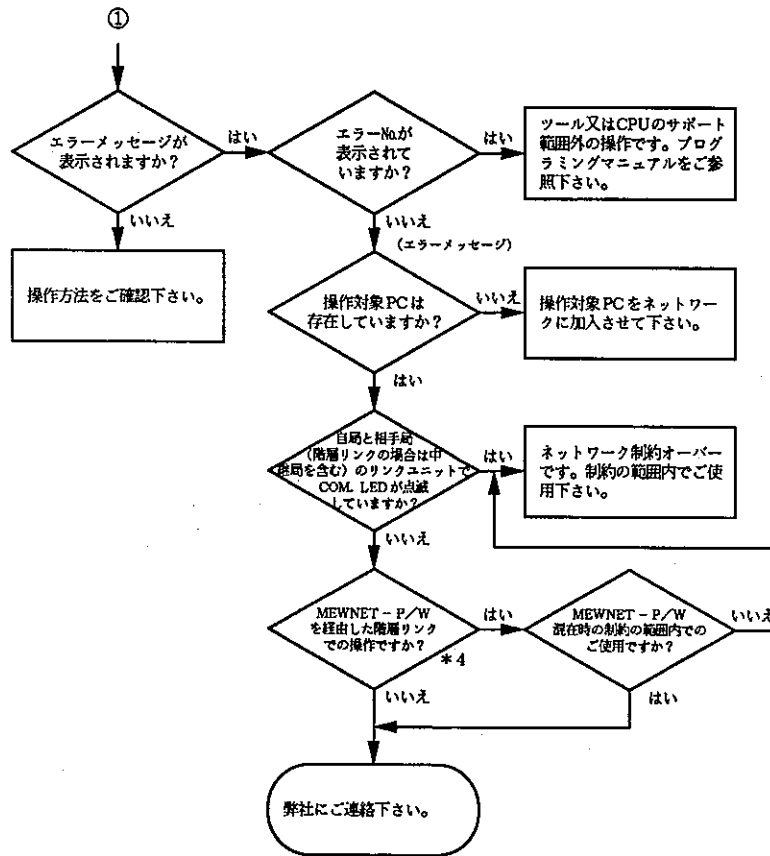 ①
エラーメッセージが
表示されますか？
はい
エラーNo.が
表示されて
いますか？
はい
ツール又はCPUのサポート
範囲外の操作です。プログ
ラミングマニュアルをご参
照下さい。
いいえ
操作方法をご確認下さい。
いいえ
(エラーメッセージ)
操作対象PCは
存在していますか？
いいえ
操作対象PCをネットワー
クに加入させて下さい。
はい
自局と相手局
(階層リンクの場合は中
継局を含む)のリンクユニットで
COM. LEDが点滅
していますか？
はい
ネットワーク制約オーバー
です。制約の範囲内でご使
用下さい。
いいえ
MEWNET－P/W
を経由した階層リンク
での操作ですか？
＊4
はい
MEWNET－P/W
混在時の制約の範囲内での
ご使用ですか？
いいえ
いいえ
はい
弊社にご連絡下さい。